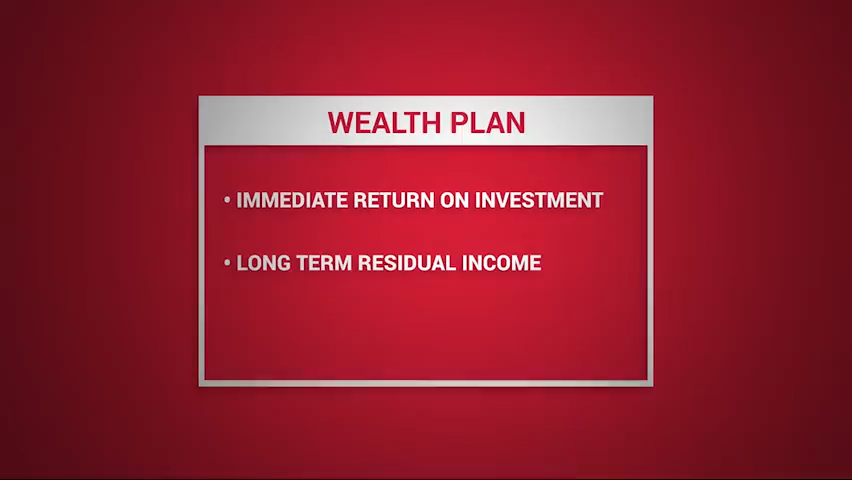 WEALTH PLAN
• IMMEDIATE RETURN ON INVESTMENT
• LONG TERM RESIDUAL INCOME